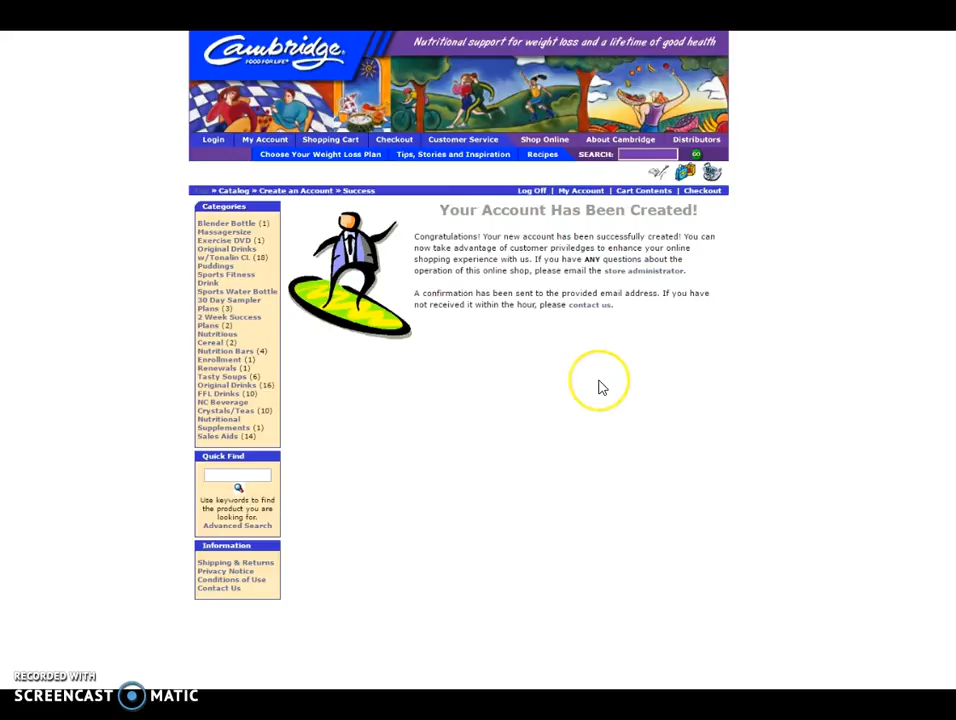 Cambridge®
FOOD FOR LIFE®
Nutritional support for weight loss and a lifetime of good health
Login My Account Shopping Cart Checkout Customer Service Shop Online About Cambridge Distributors
Choose Your Weight Loss Plan Tips, Stories and Inspiration Recipes SEARCH: GO
» Catalog » Create an Account » Success
Log Off | My Account | Cart Contents | Checkout
Categories
Blender Bottle (1)
Massagersize
Exercise DVD (1)
Original Drinks
w/Tonalin CL (18)
Puddings
Sports Fitness
Drink
Sports Water Bottle
30 Day Sampler
Plans (3)
2 Week Success
Plans (2)
Nutritious
Cereal (2)
Nutrition Bars (4)
Enrollment (1)
Renewals (1)
Tasty Soups (6)
Original Drinks (16)
FFL Drinks (10)
NC Beverage
Crystals/Teas (10)
Nutritional
Supplements (1)
Sales Aids (14)
Quick Find
Use keywords to find
the product you are
looking for.
Advanced Search
Information
Shipping & Returns
Privacy Notice
Conditions of Use
Contact Us
Your Account Has Been Created!
Congratulations! Your new account has been successfully created! You can
now take advantage of customer priviledges to enhance your online
shopping experience with us. If you have ANY questions about the
operation of this online shop, please email the store administrator.
A confirmation has been sent to the provided email address. If you have
not received it within the hour, please contact us.
RECORDED WITH
SCREENCAST MATIC